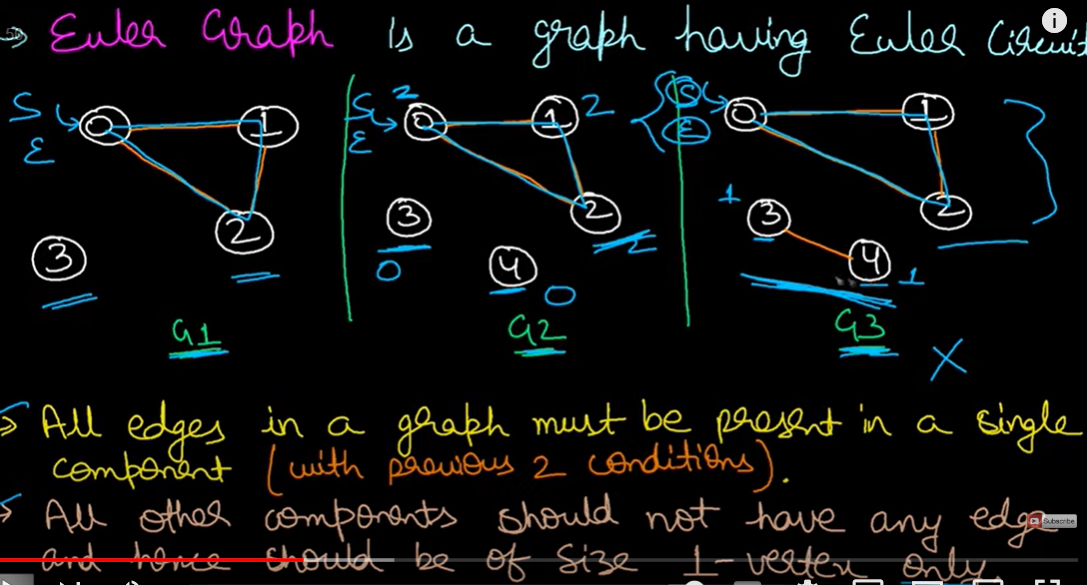 → Euler Graph is a graph having Euler Circuit
S E 0 1 2 3
S E 2 0 1 2 3 0 4 0 2 2
S E 0 1 2 1 3 4 1
G1 G2 G3 X
→ All edges in a graph must be present in a single
component (with previous 2 conditions).
→ All other components should not have any edge
Subscribe
and hence should be of size 1-vertex only